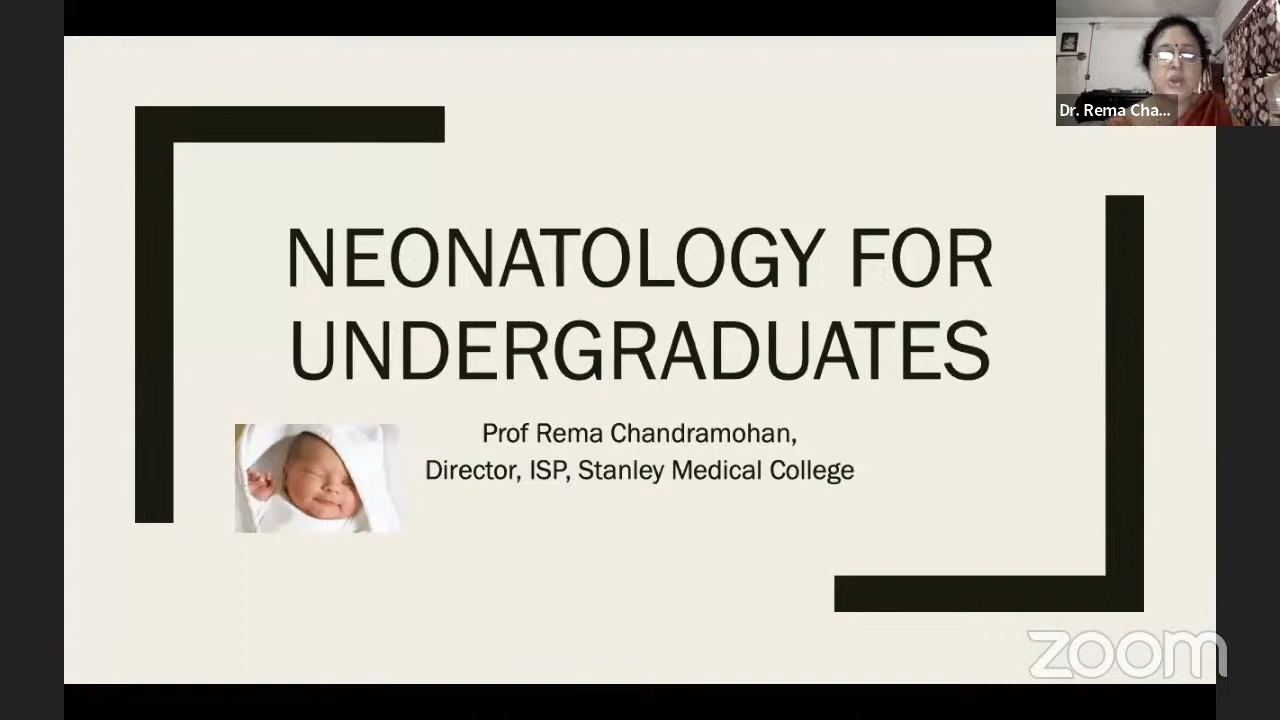 Dr. Rema Cha...
NEONATOLOGY FOR
UNDERGRADUATES
Prof Rema Chandramohan,
Director, ISP, Stanley Medical College
zoom